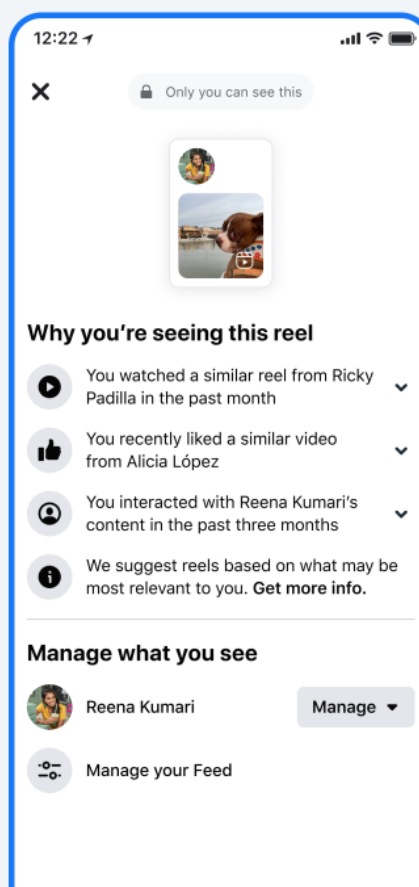 12:22
Only you can see this
Why you’re seeing this reel
You watched a similar reel from Ricky
Padilla in the past month
You recently liked a similar video
from Alicia López
You interacted with Reena Kumari’s
content in the past three months
We suggest reels based on what may be
most relevant to you. Get more info.
Manage what you see
Reena Kumari
Manage
Manage your Feed